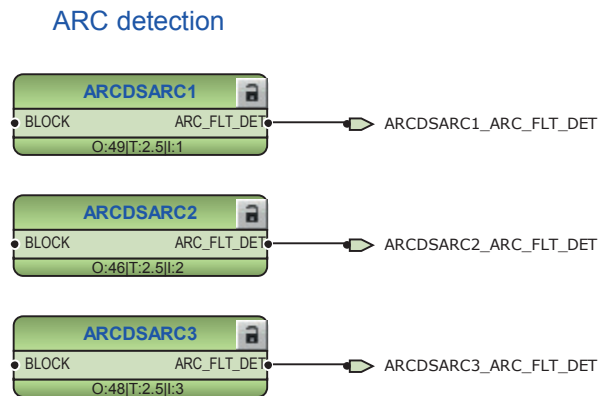 ARC detection
ARCDSARC1
BLOCK ARC_FLT_DET ARCDSARC1_ARC_FLT_DET
O:49|T:2.5|I:1
ARCDSARC2
BLOCK ARC_FLT_DET ARCDSARC2_ARC_FLT_DET
O:46|T:2.5|I:2
ARCDSARC3
BLOCK ARC_FLT_DET ARCDSARC3_ARC_FLT_DET
O:48|T:2.5|I:3